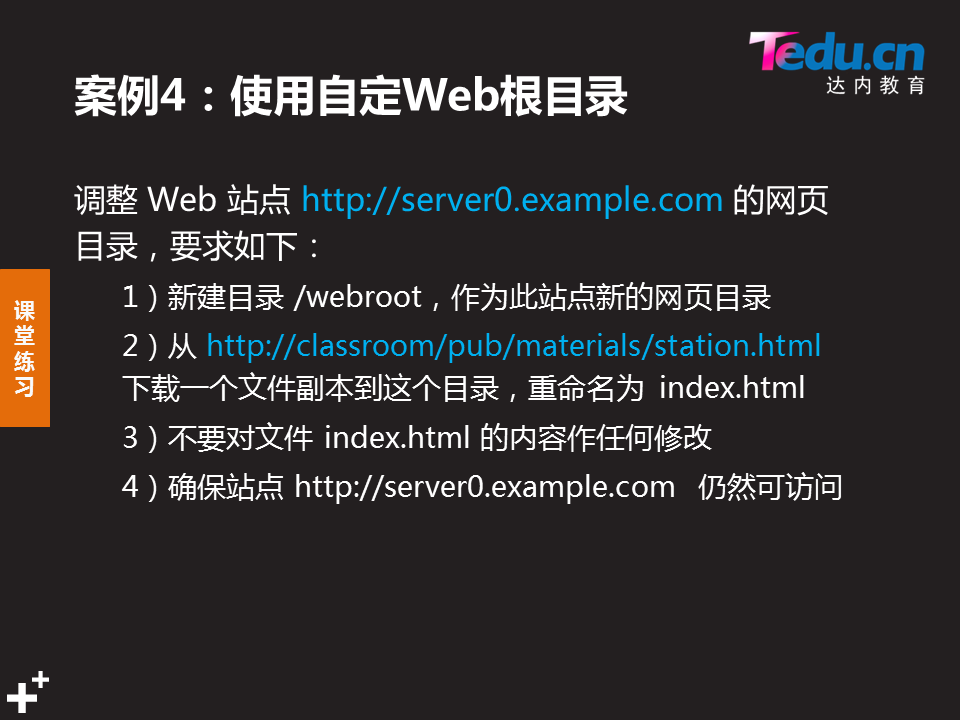 Tedu.cn
达内教育
案例4：使用自定Web根目录
调整 Web 站点 http://server0.example.com 的网页
目录，要求如下：
1）新建目录 /webroot，作为此站点新的网页目录
2）从 http://classroom/pub/materials/station.html
下载一个文件副本到这个目录，重命名为 index.html
3）不要对文件 index.html 的内容作任何修改
4）确保站点 http://server0.example.com 仍然可访问
课
堂
练
习